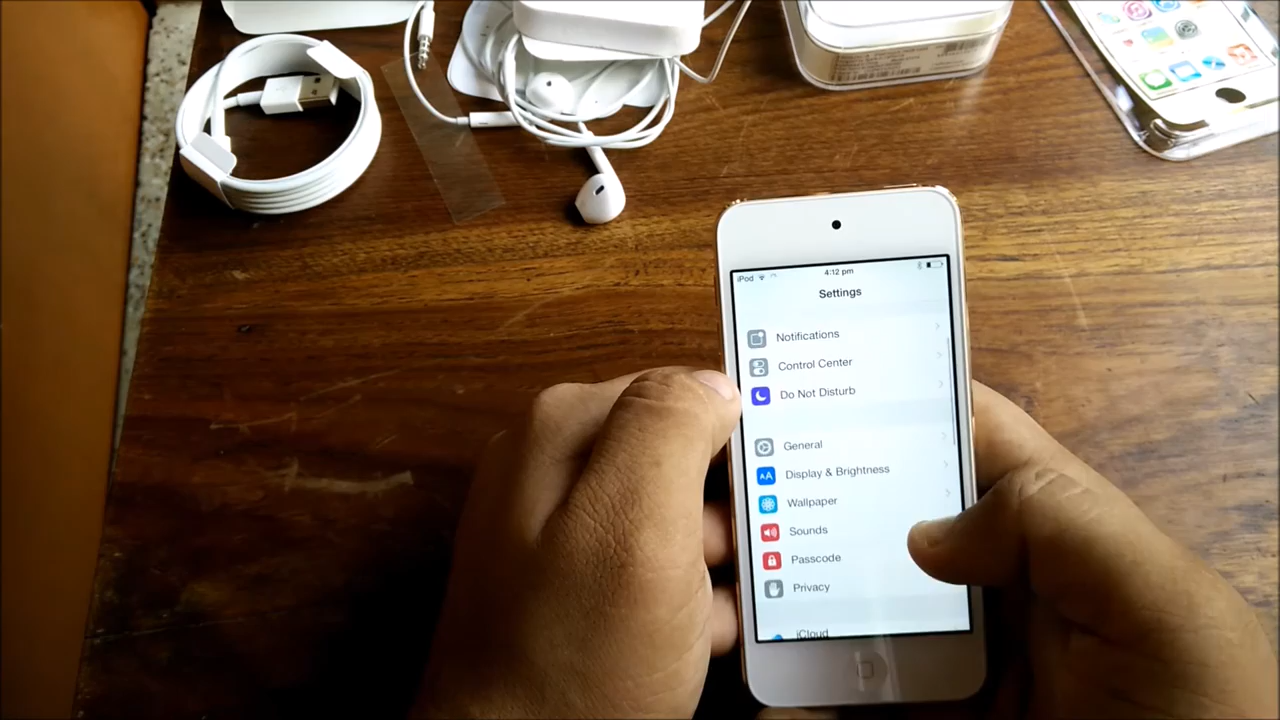 iPod 4:12 pm
Settings
Notifications
Control Center
Do Not Disturb
General
AA Display & Brightness
Wallpaper
Sounds
Passcode
Privacy
iCloud